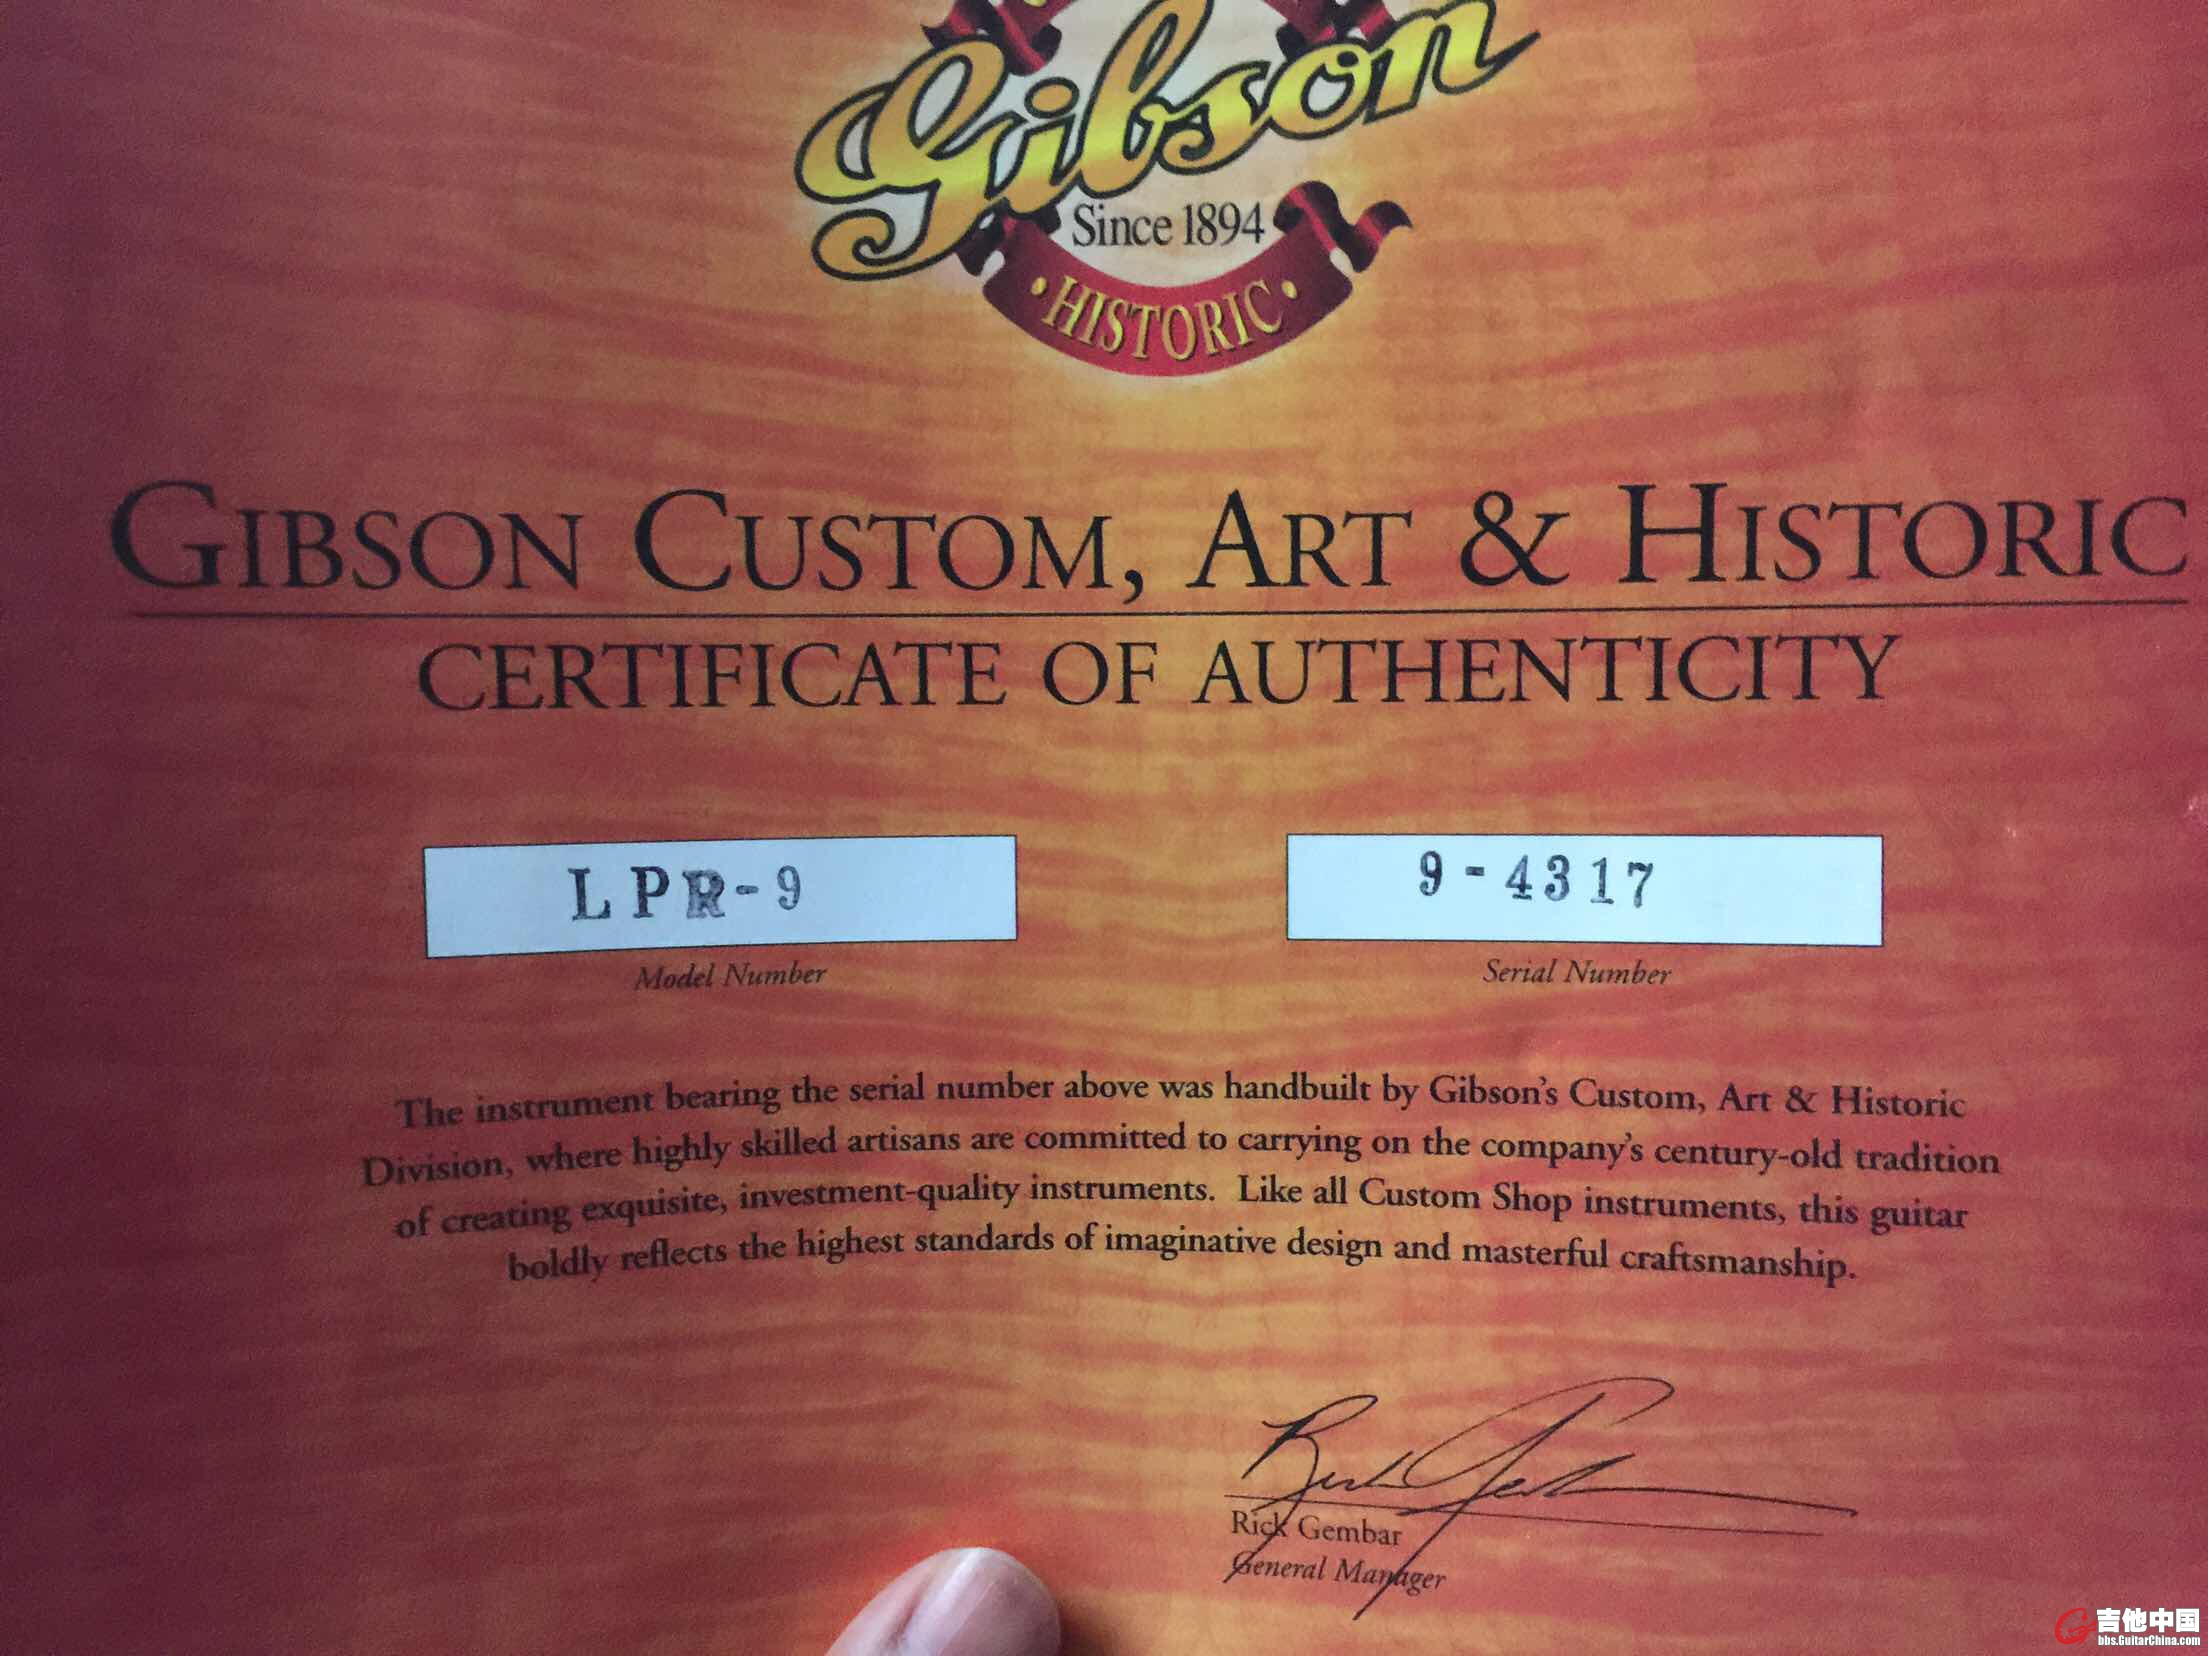 Gibson
Since 1894
· HISTORIC ·
GIBSON CUSTOM, ART & HISTORIC
CERTIFICATE OF AUTHENTICITY
LPR-9
9-4317
Model Number
Serial Number
The instrument bearing the serial number above was handbuilt by Gibson's Custom, Art & Historic
Division, where highly skilled artisans are committed to carrying on the company's century-old tradition
of creating exquisite, investment-quality instruments. Like all Custom Shop instruments, this guitar
boldly reflects the highest standards of imaginative design and masterful craftsmanship.
Rick Gembar
General Manager
吉他中国
bbs.GuitarChina.com